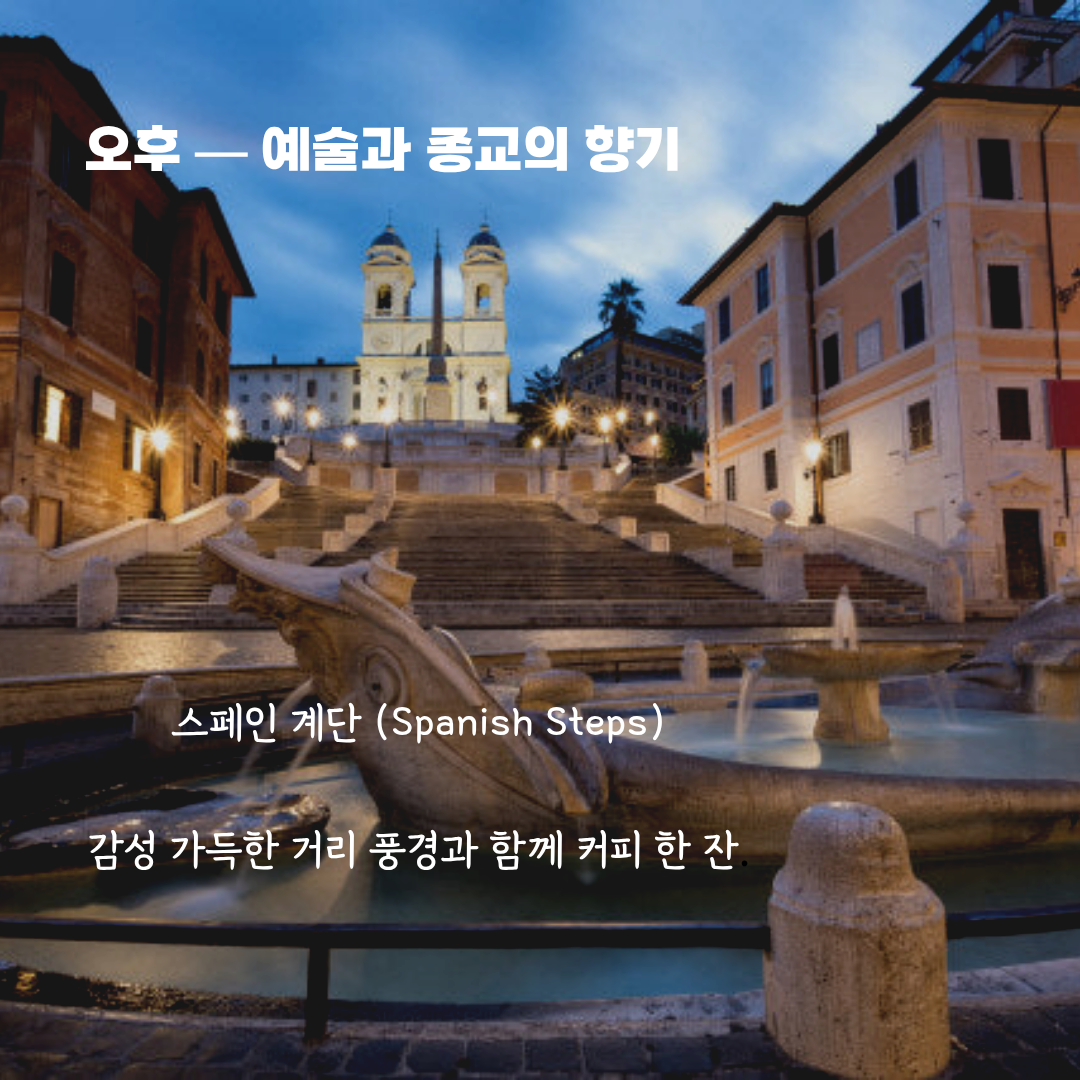 오후 — 예술과 종교의 향기
스페인 계단 (Spanish Steps)
감성 가득한 거리 풍경과 함께 커피 한 잔.